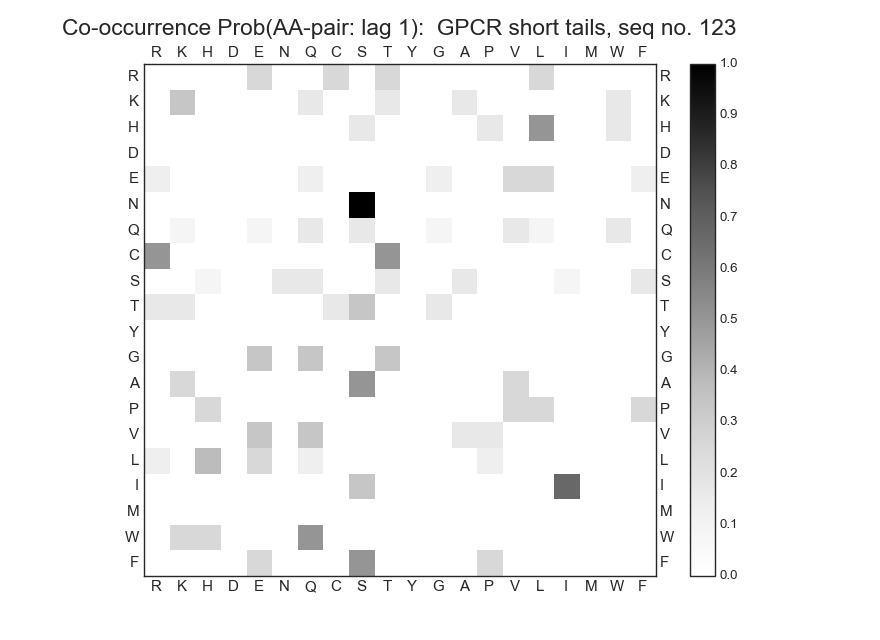 Co-occurrence Prob(AA-pair: lag 1):  GPCR short tails, seq no. 123
R K H D E N Q C S T Y G A P V L I M W F
1.0
R R
0.9
K K
H H
0.8
D D
0.7
E E
N N
0.6
Q Q
C C
0.5
S S
T T
0.4
Y Y
G G
0.3
A A
P P
0.2
V V
L L
0.1
I I
M M
W W
F F
0.0
R K H D E N Q C S T Y G A P V L I M W F